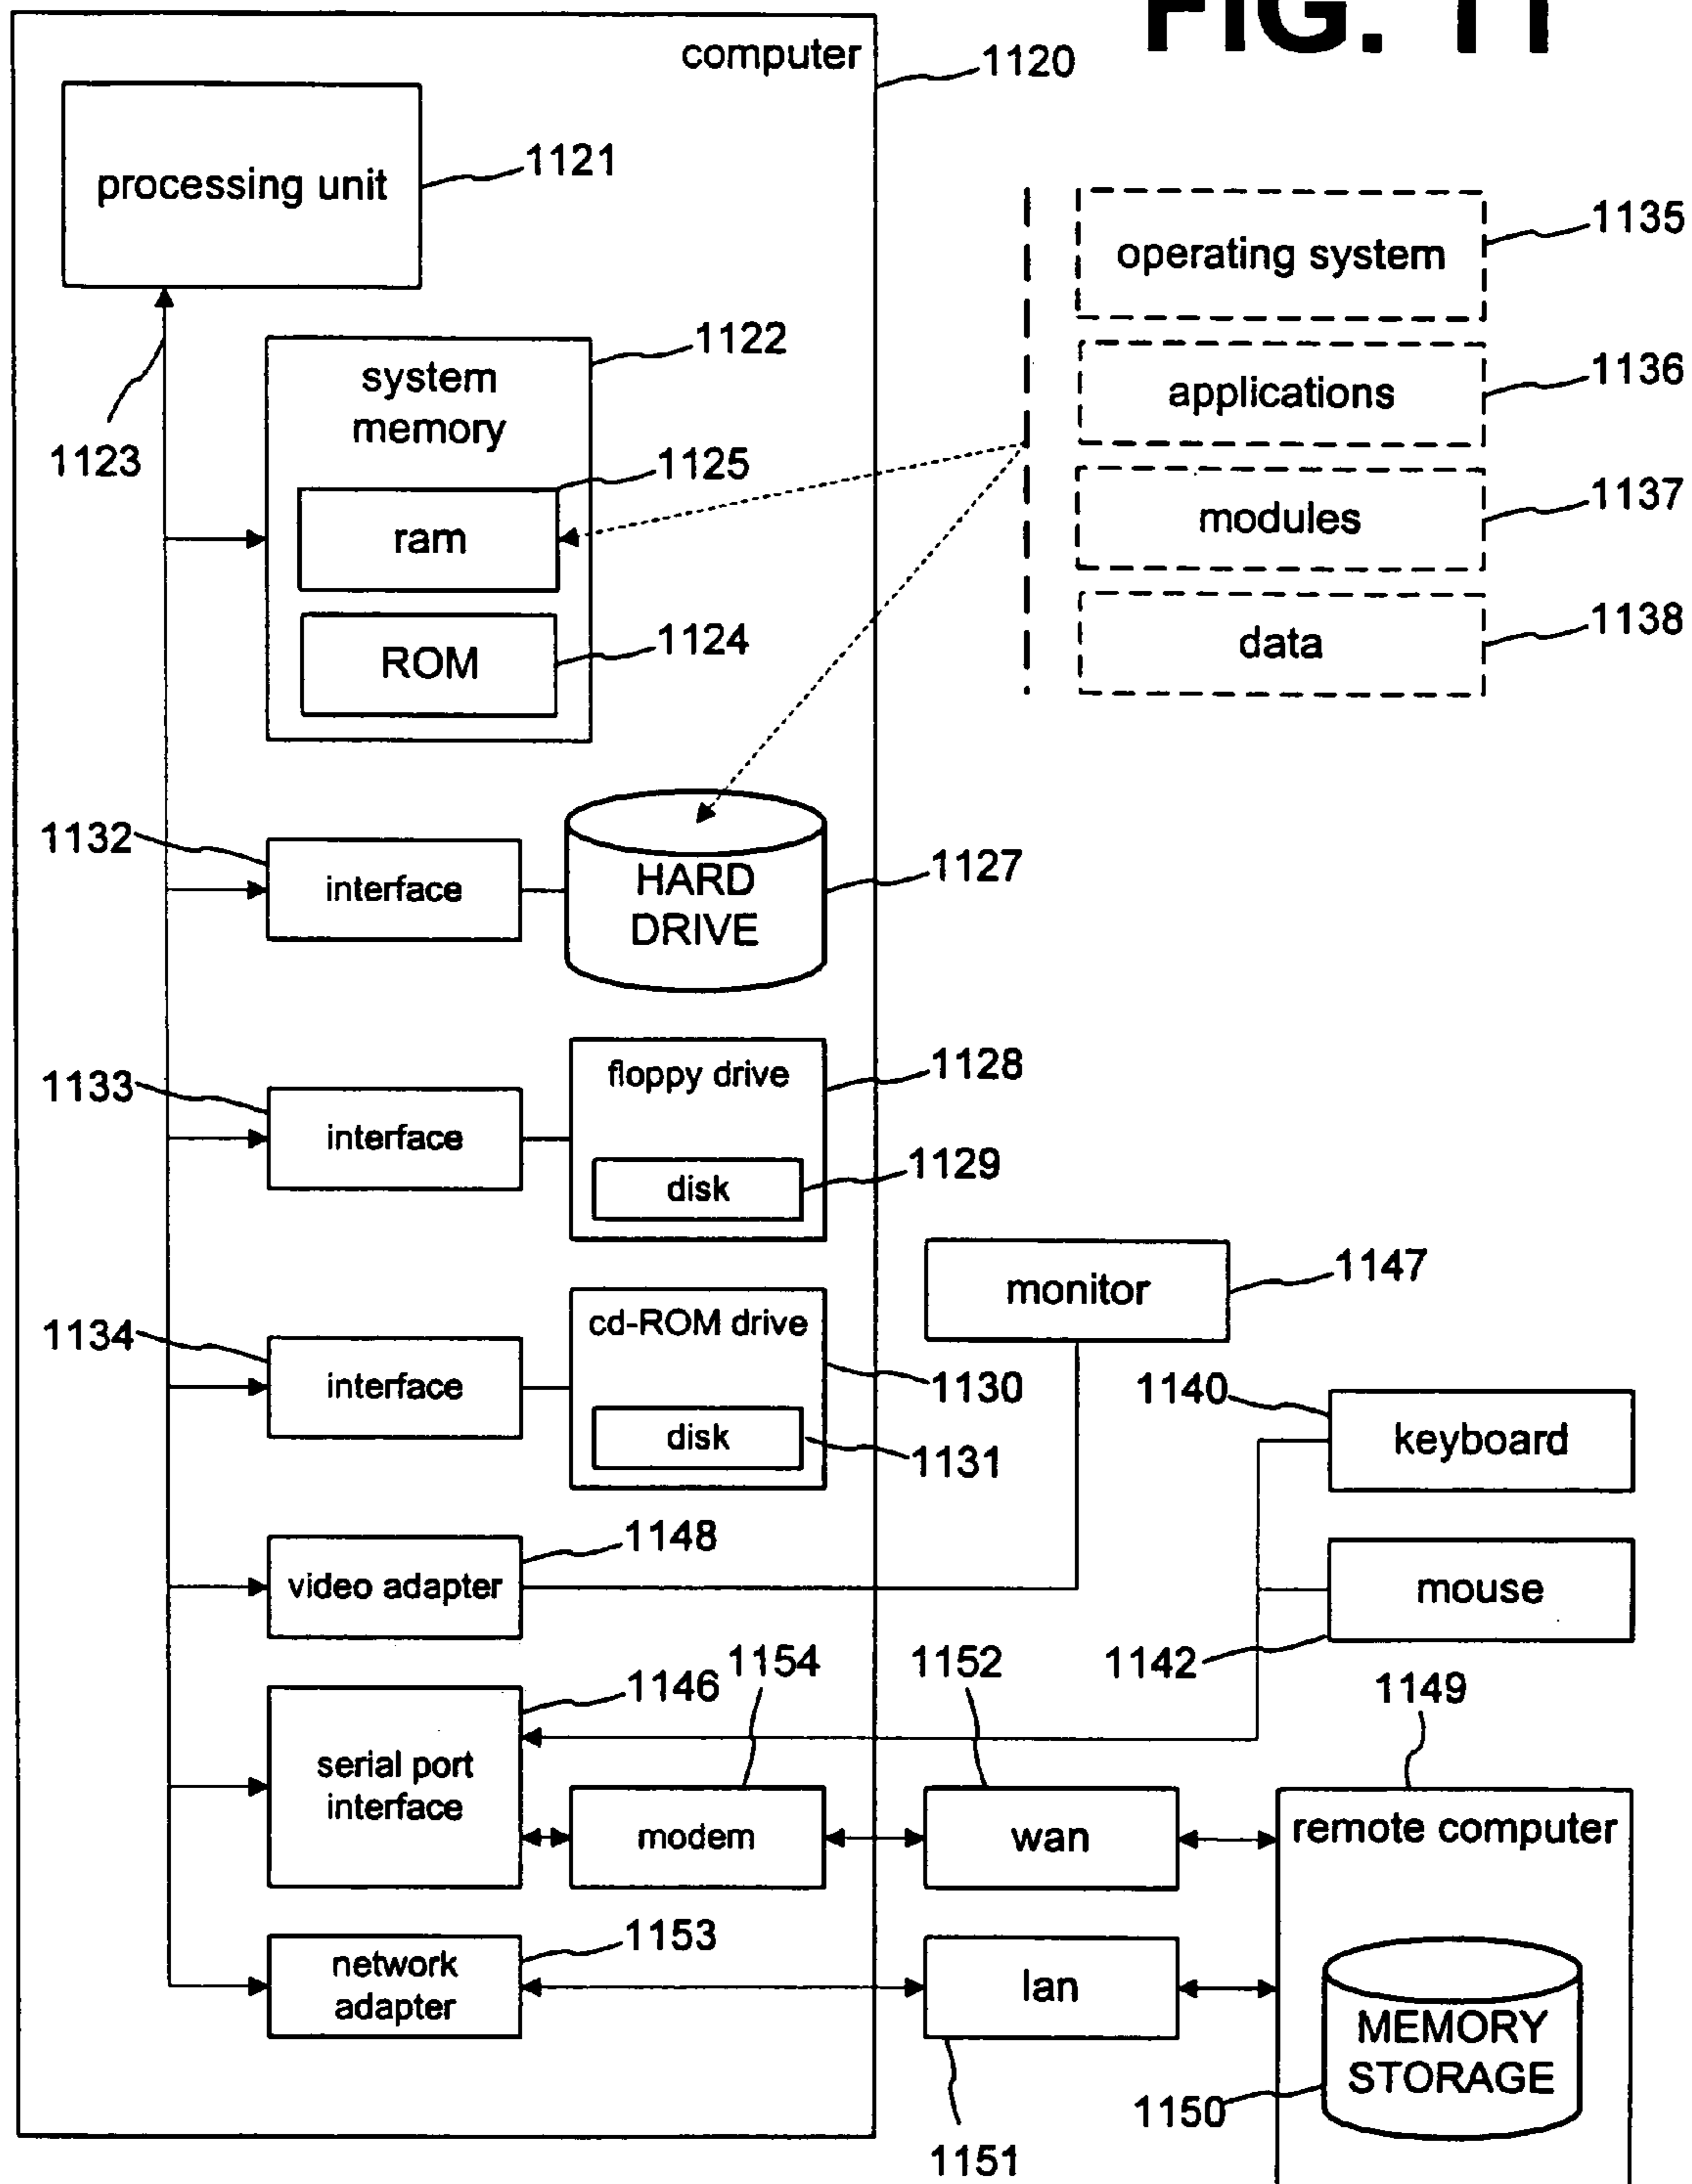 FIG. 11
computer
1120
processing unit
1121
1123
system
memory
1122
ram
1125
ROM
1124
operating system
1135
applications
1136
modules
1137
data
1138
1132
interface
HARD
DRIVE
1127
1133
interface
floppy drive
1128
disk
1129
1134
interface
cd-ROM drive
1130
disk
1131
monitor
1147
1140
keyboard
mouse
1142
video adapter
1148
serial port
interface
1146
modem
1154
wan
1152
remote computer
1149
network
adapter
1153
lan
1151
MEMORY
STORAGE
1150